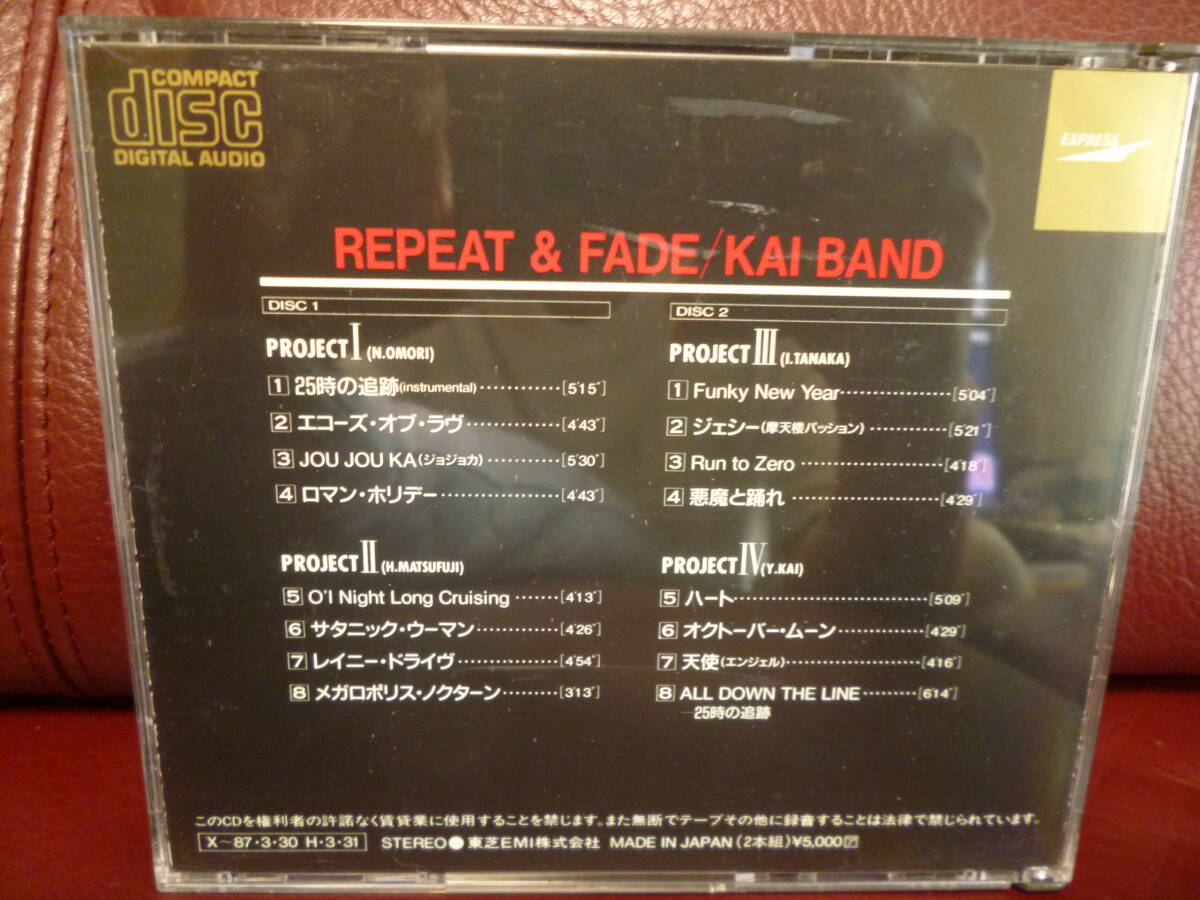 COMPACT
disc
DIGITAL AUDIO
EXPRESS
REPEAT & FADE/KAI BAND
DISC 1
PROJECT I (N.OMORI)
1 25時の追跡(instrumental)············[5'15"]
2 エコーズ・オブ・ラヴ··············[4'43"]
3 JOU JOU KA(ジョジョカ)············[5'30"]
4 ロマン・ホリデー··················[4'43"]
PROJECT II (H.MATSUFUJI)
5 O'l Night Long Cruising·······[4'13"]
6 サタニック・ウーマン·············[4'26"]
7 レイニー・ドライヴ···············[4'54"]
8 メガロポリス・ノクターン·········[3'13"]
DISC 2
PROJECT III (I.TANAKA)
1 Funky New Year·················[5'04"]
2 ジェシー(摩天楼パッション)············[5'21"]
3 Run to Zero······················[4'18"]
4 悪魔と踊れ·······················[4'29"]
PROJECT IV (Y.KAI)
5 ハート······························[5'09"]
6 オクトーバー・ムーン·············[4'29"]
7 天使(エンジェル)·····················[4'16"]
8 ALL DOWN THE LINE·········[6'14"]
25時の追跡
このCDを権利者の許諾なく賃貸業に使用することを禁じます。また無断でテープその他に録音することは法律で禁じられています。
X~87・3・30 H・3・31 STEREO●東芝EMI株式会社 MADE IN JAPAN (2本組)¥5,000